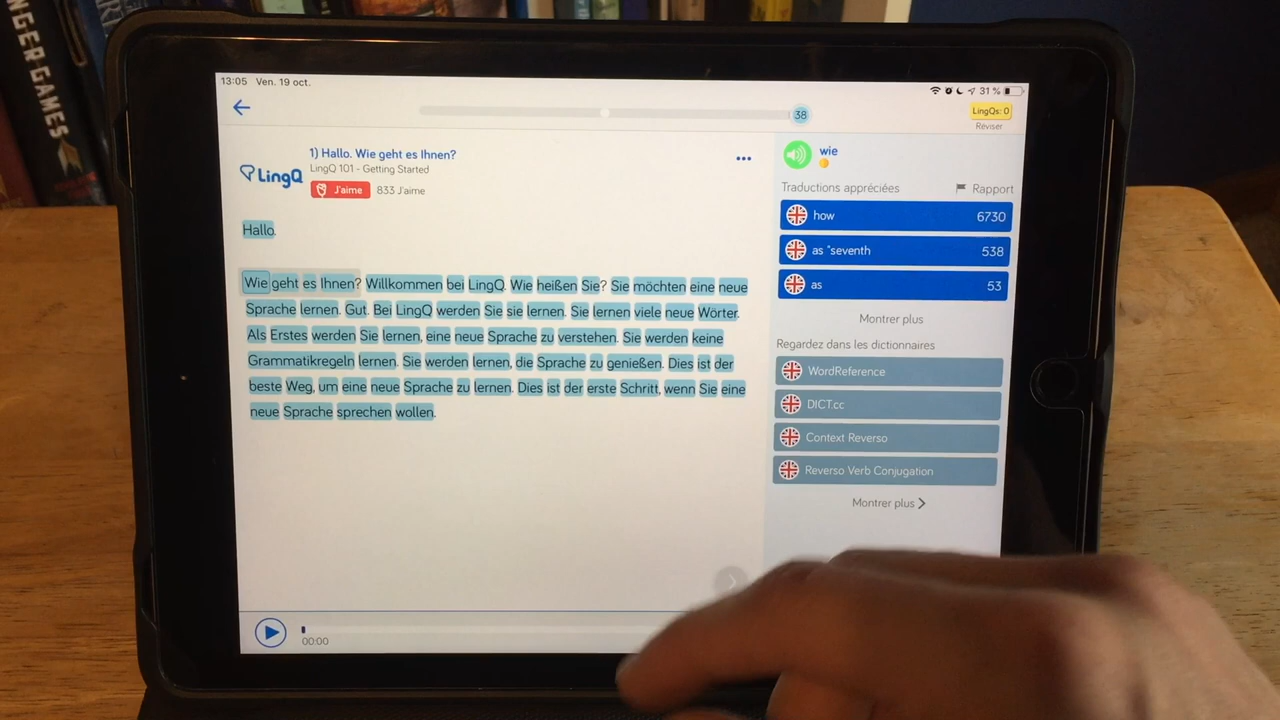 NGER GAMES
13:05 Ven. 19 oct.
31 %
38
LingQs: 0
Réviser
1) Hallo. Wie geht es Ihnen?
LingQ 101 - Getting Started
LingQ
J'aime 833 J'aime
Hallo.
Wie geht es Ihnen? Willkommen bei LingQ. Wie heißen Sie? Sie möchten eine neue
Sprache lernen. Gut. Bei LingQ werden Sie sie lernen. Sie lernen viele neue Wörter.
Als Erstes werden Sie lernen, eine neue Sprache zu verstehen. Sie werden keine
Grammatikregeln lernen. Sie werden lernen, die Sprache zu genießen. Dies ist der
beste Weg, um eine neue Sprache zu lernen. Dies ist der erste Schritt, wenn Sie eine
neue Sprache sprechen wollen.
wie
Traductions appréciées Rapport
how 6730
as "seventh 538
as 53
Montrer plus
Regardez dans les dictionnaires
WordReference
DICT.cc
Context Reverso
Reverso Verb Conjugation
Montrer plus
00:00